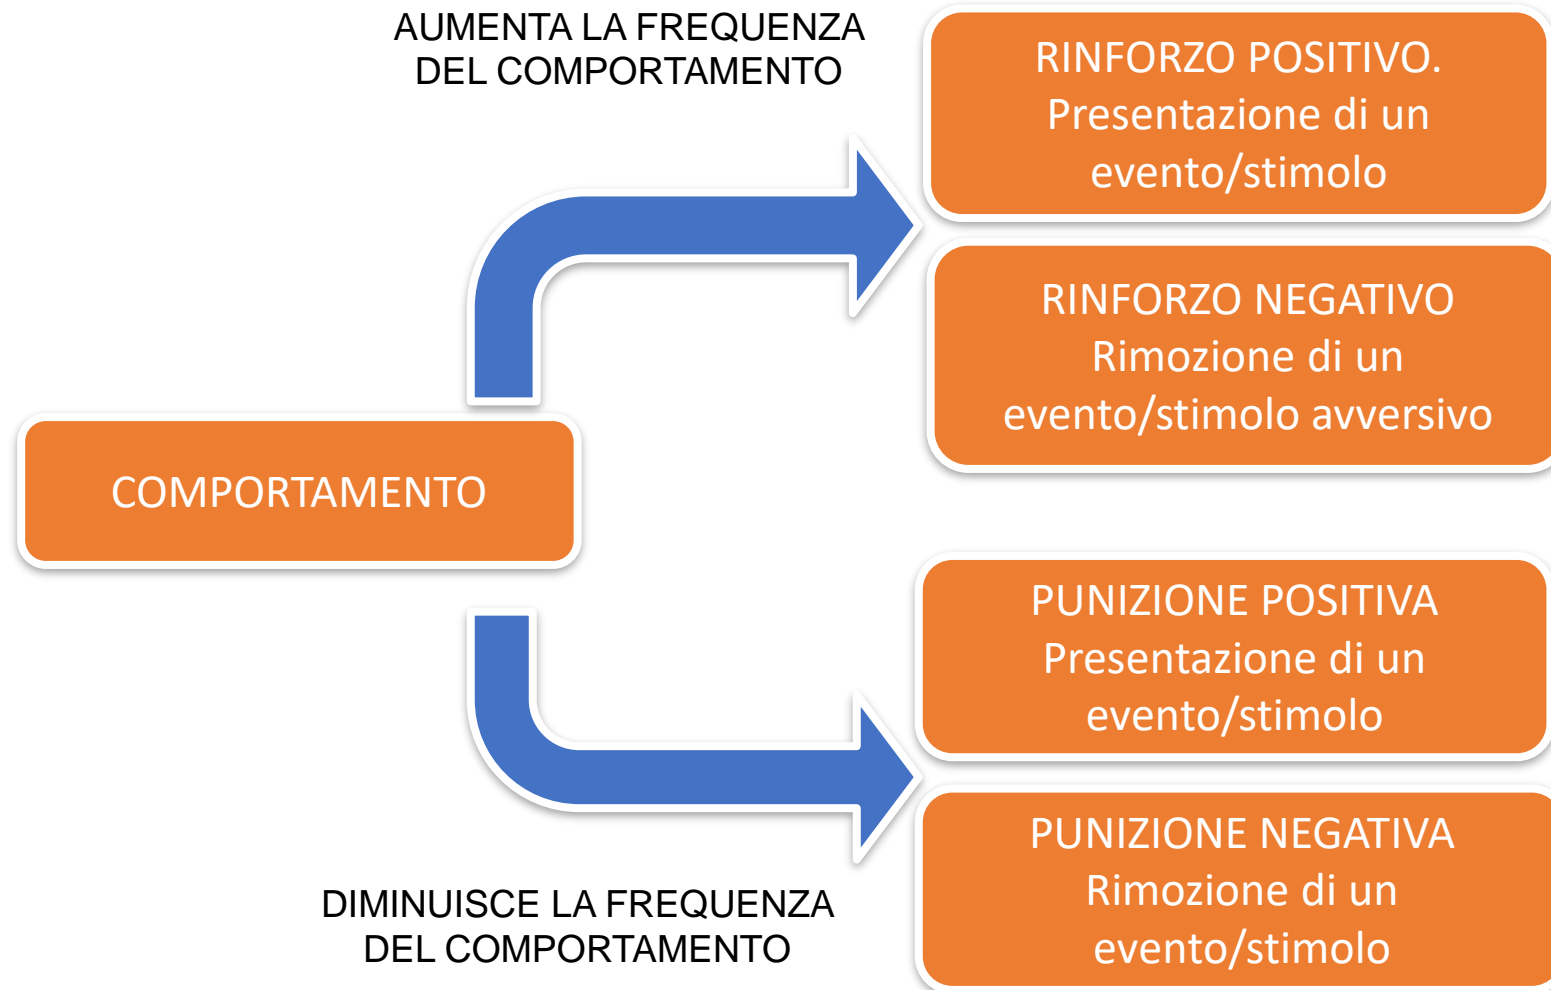 AUMENTA LA FREQUENZA
DEL COMPORTAMENTO
RINFORZO POSITIVO.
Presentazione di un
evento/stimolo
RINFORZO NEGATIVO
Rimozione di un
evento/stimolo avversivo
COMPORTAMENTO
PUNIZIONE POSITIVA
Presentazione di un
evento/stimolo
PUNIZIONE NEGATIVA
Rimozione di un
evento/stimolo
DIMINUISCE LA FREQUENZA
DEL COMPORTAMENTO